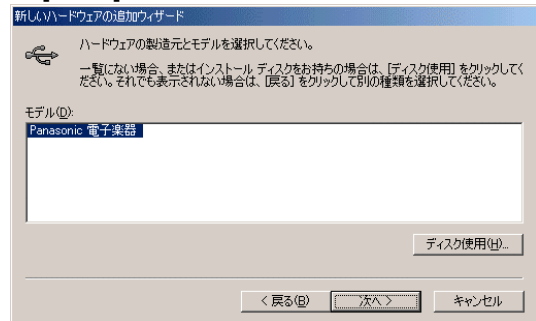 新しいハードウェアの追加ウィザード
ハードウェアの製造元とモデルを選択してください。
一覧にない場合、またはインストール ディスクをお持ちの場合は、[ディスク使用] をクリックしてく
ださい。それでも表示されない場合は、[戻る] をクリックして別の種類を選択してください。
モデル(D):
Panasonic 電子楽器
ディスク使用(H)...
< 戻る(B) 次へ > キャンセル